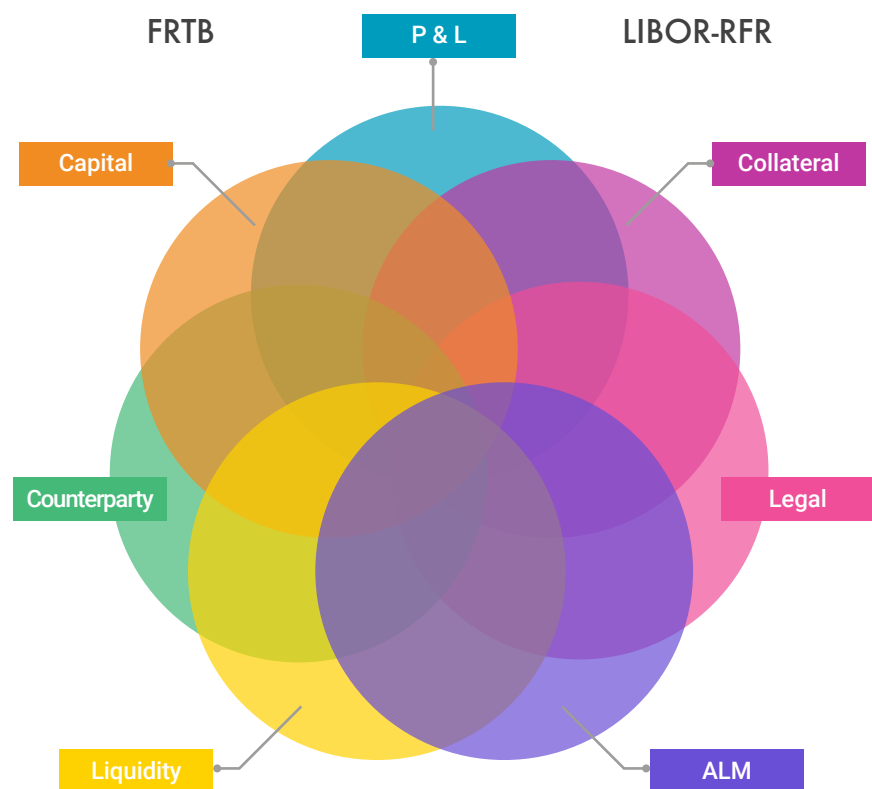 FRTB
P & L
LIBOR-RFR
Capital
Collateral
Counterparty
Legal
Liquidity
ALM